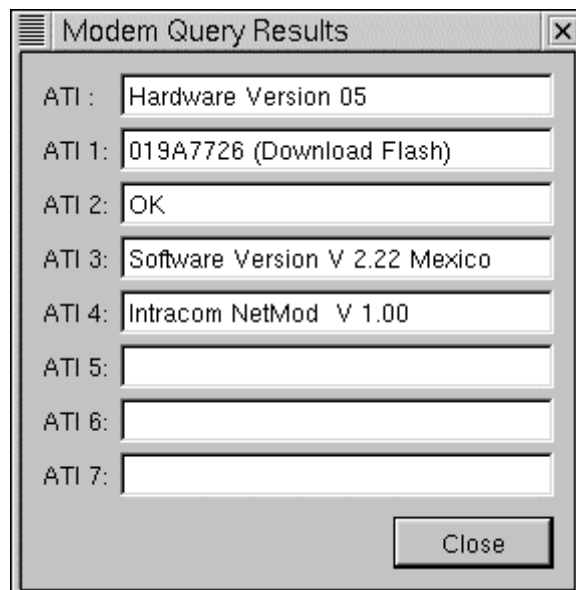 Modem Query Results
ATI : Hardware Version 05
ATI 1: 019A7726 (Download Flash)
ATI 2: OK
ATI 3: Software Version V 2.22 Mexico
ATI 4: Intracom NetMod  V 1.00
ATI 5:
ATI 6:
ATI 7:
Close